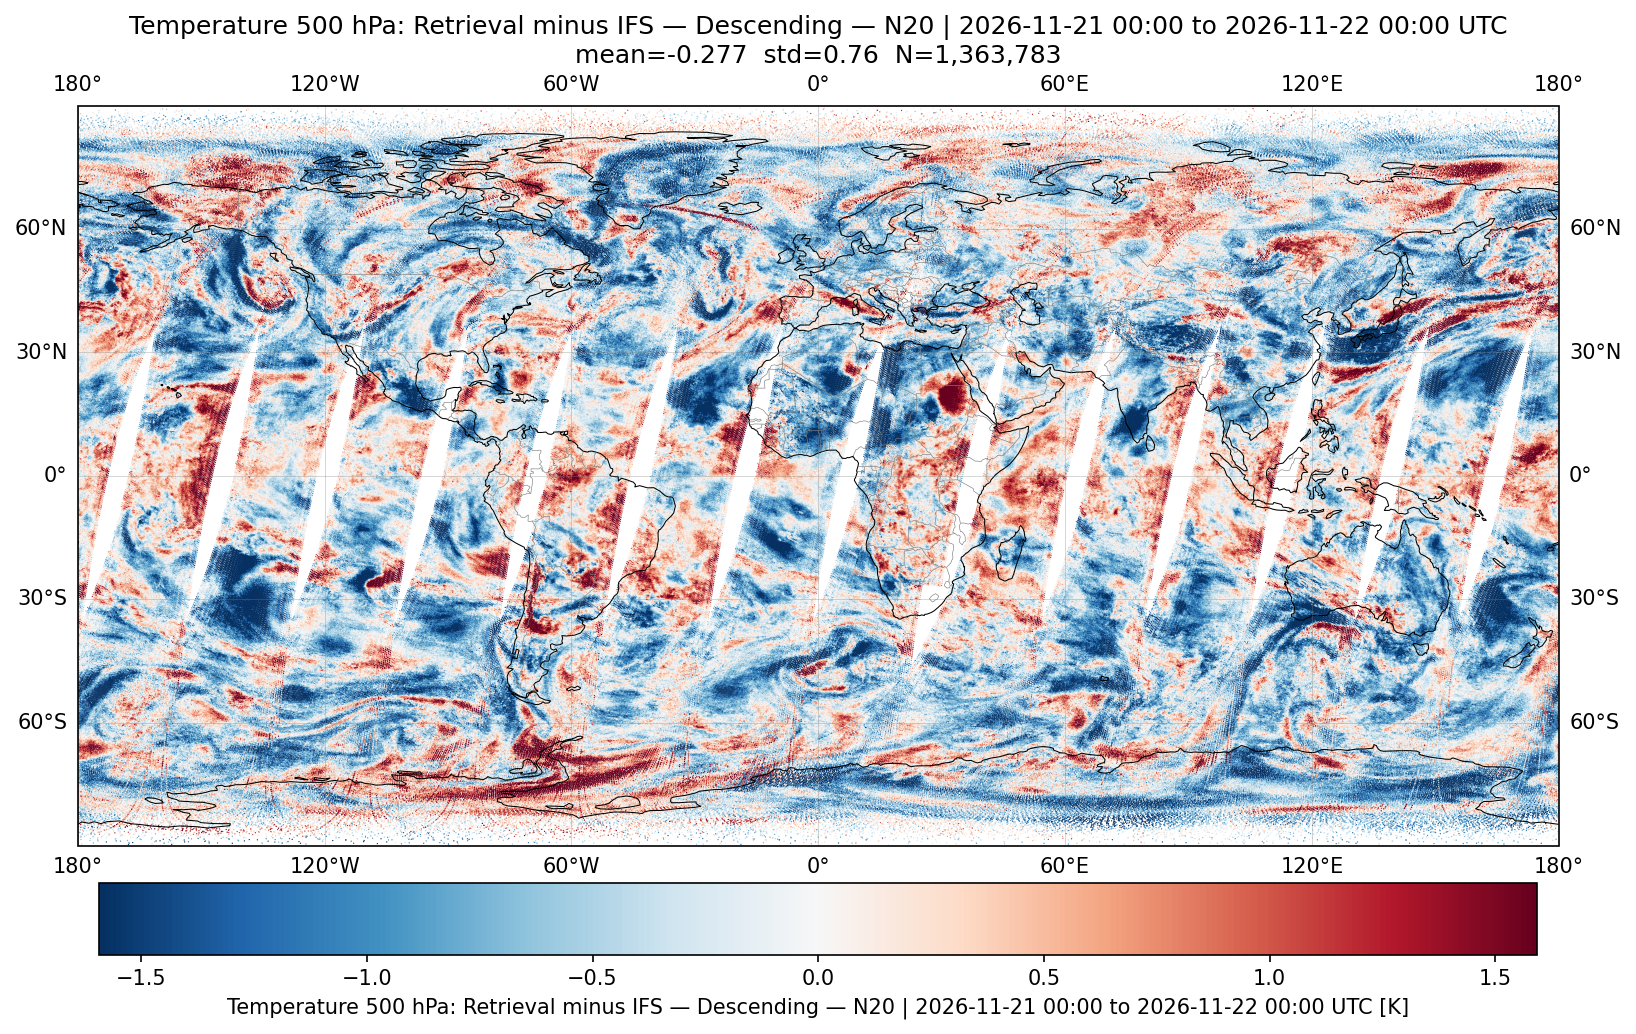 Temperature 500 hPa: Retrieval minus IFS — Descending — N20 | 2026-11-21 00:00 to 2026-11-22 00:00 UTC
mean=-0.277  std=0.76  N=1,363,783
180° 120°W 60°W 0° 60°E 120°E 180°
60°N 60°N
30°N 30°N
0° 0°
30°S 30°S
60°S 60°S
180° 120°W 60°W 0° 60°E 120°E 180°
−1.5 −1.0 −0.5 0.0 0.5 1.0 1.5
Temperature 500 hPa: Retrieval minus IFS — Descending — N20 | 2026-11-21 00:00 to 2026-11-22 00:00 UTC [K]